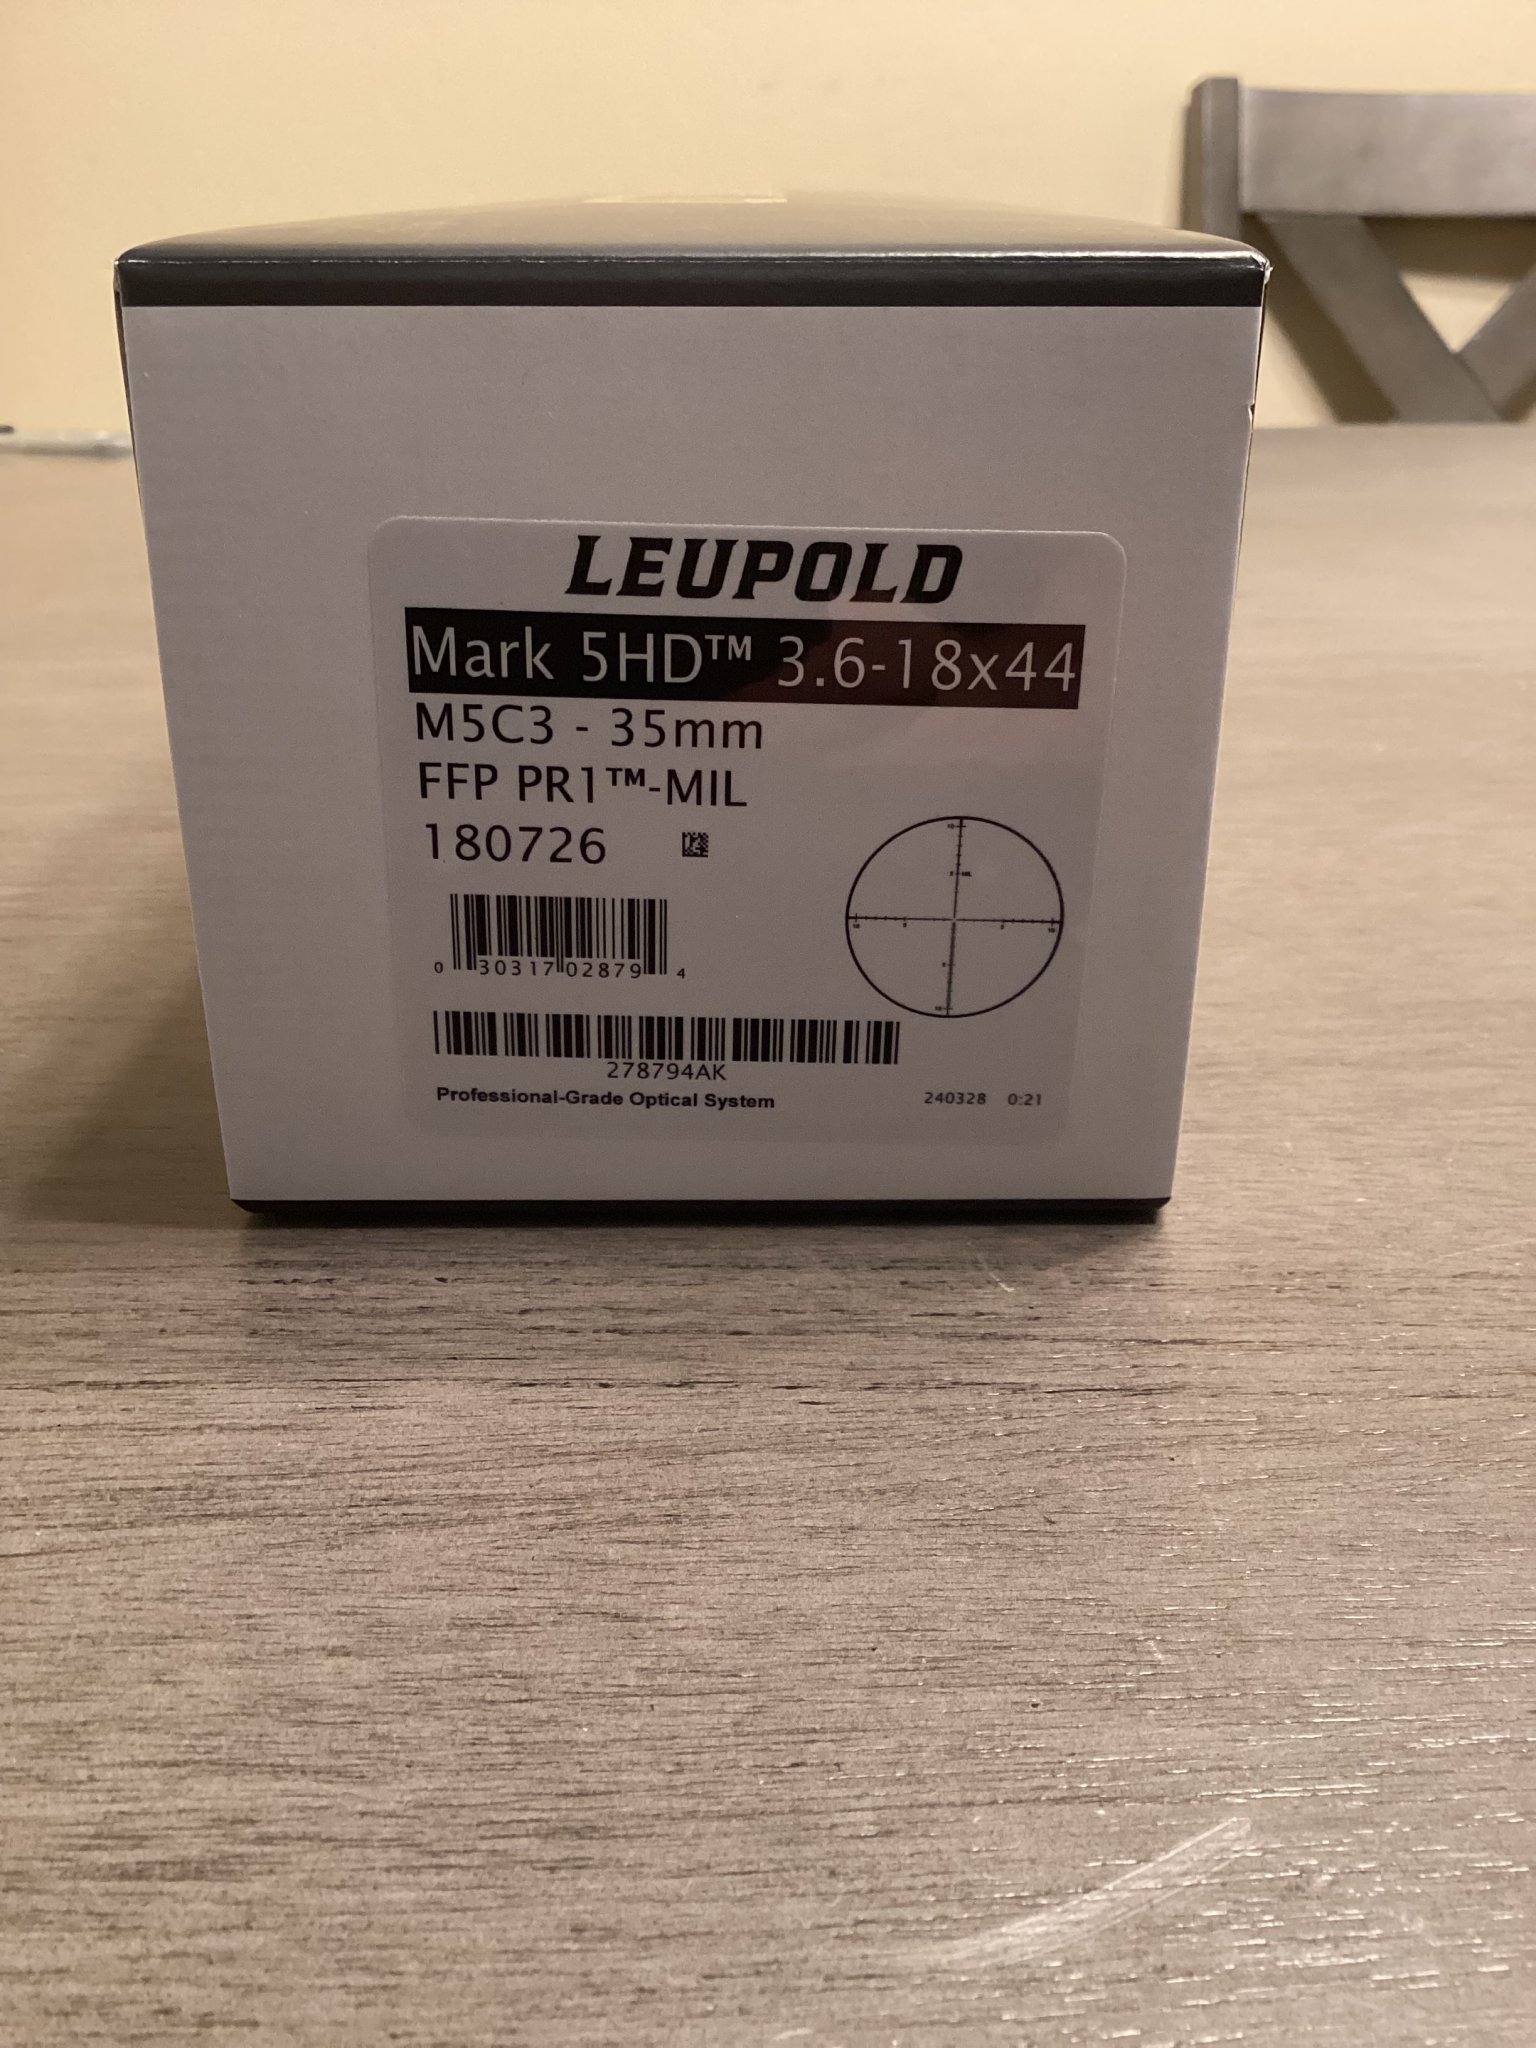 LEUPOLD
Mark 5HD™ 3.6-18x44
M5C3 - 35mm
FFP PR1™-MIL
180726
0 30317 02879 4
278794AK
Professional-Grade Optical System
240328 0:21